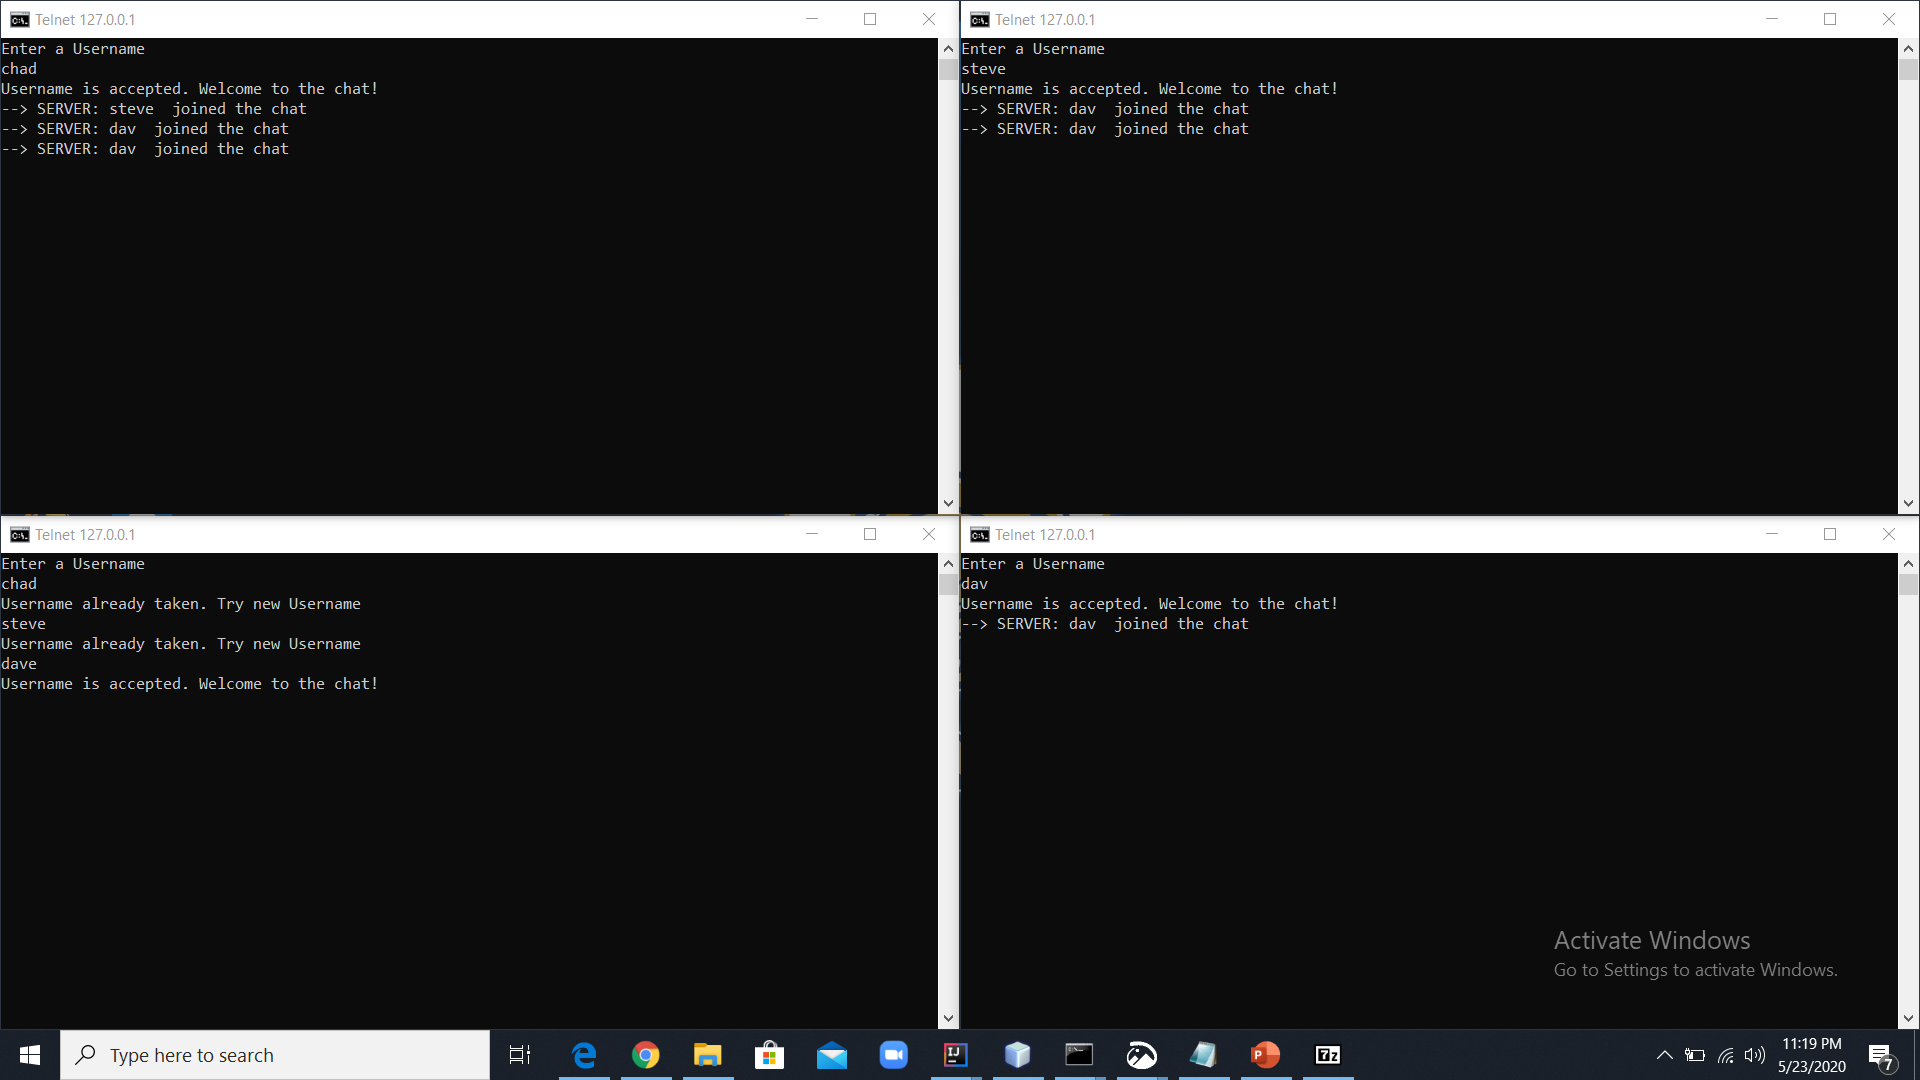 Telnet 127.0.0.1
Enter a Username
chad
Username is accepted. Welcome to the chat!
--> SERVER: steve  joined the chat
--> SERVER: dav  joined the chat
--> SERVER: dav  joined the chat
Telnet 127.0.0.1
Enter a Username
steve
Username is accepted. Welcome to the chat!
--> SERVER: dav  joined the chat
--> SERVER: dav  joined the chat
Telnet 127.0.0.1
Enter a Username
chad
Username already taken. Try new Username
steve
Username already taken. Try new Username
dave
Username is accepted. Welcome to the chat!
Telnet 127.0.0.1
Enter a Username
dav
Username is accepted. Welcome to the chat!
--> SERVER: dav  joined the chat
Activate Windows
Go to Settings to activate Windows.
Type here to search
IJ
P
7z
11:19 PM
5/23/2020
7